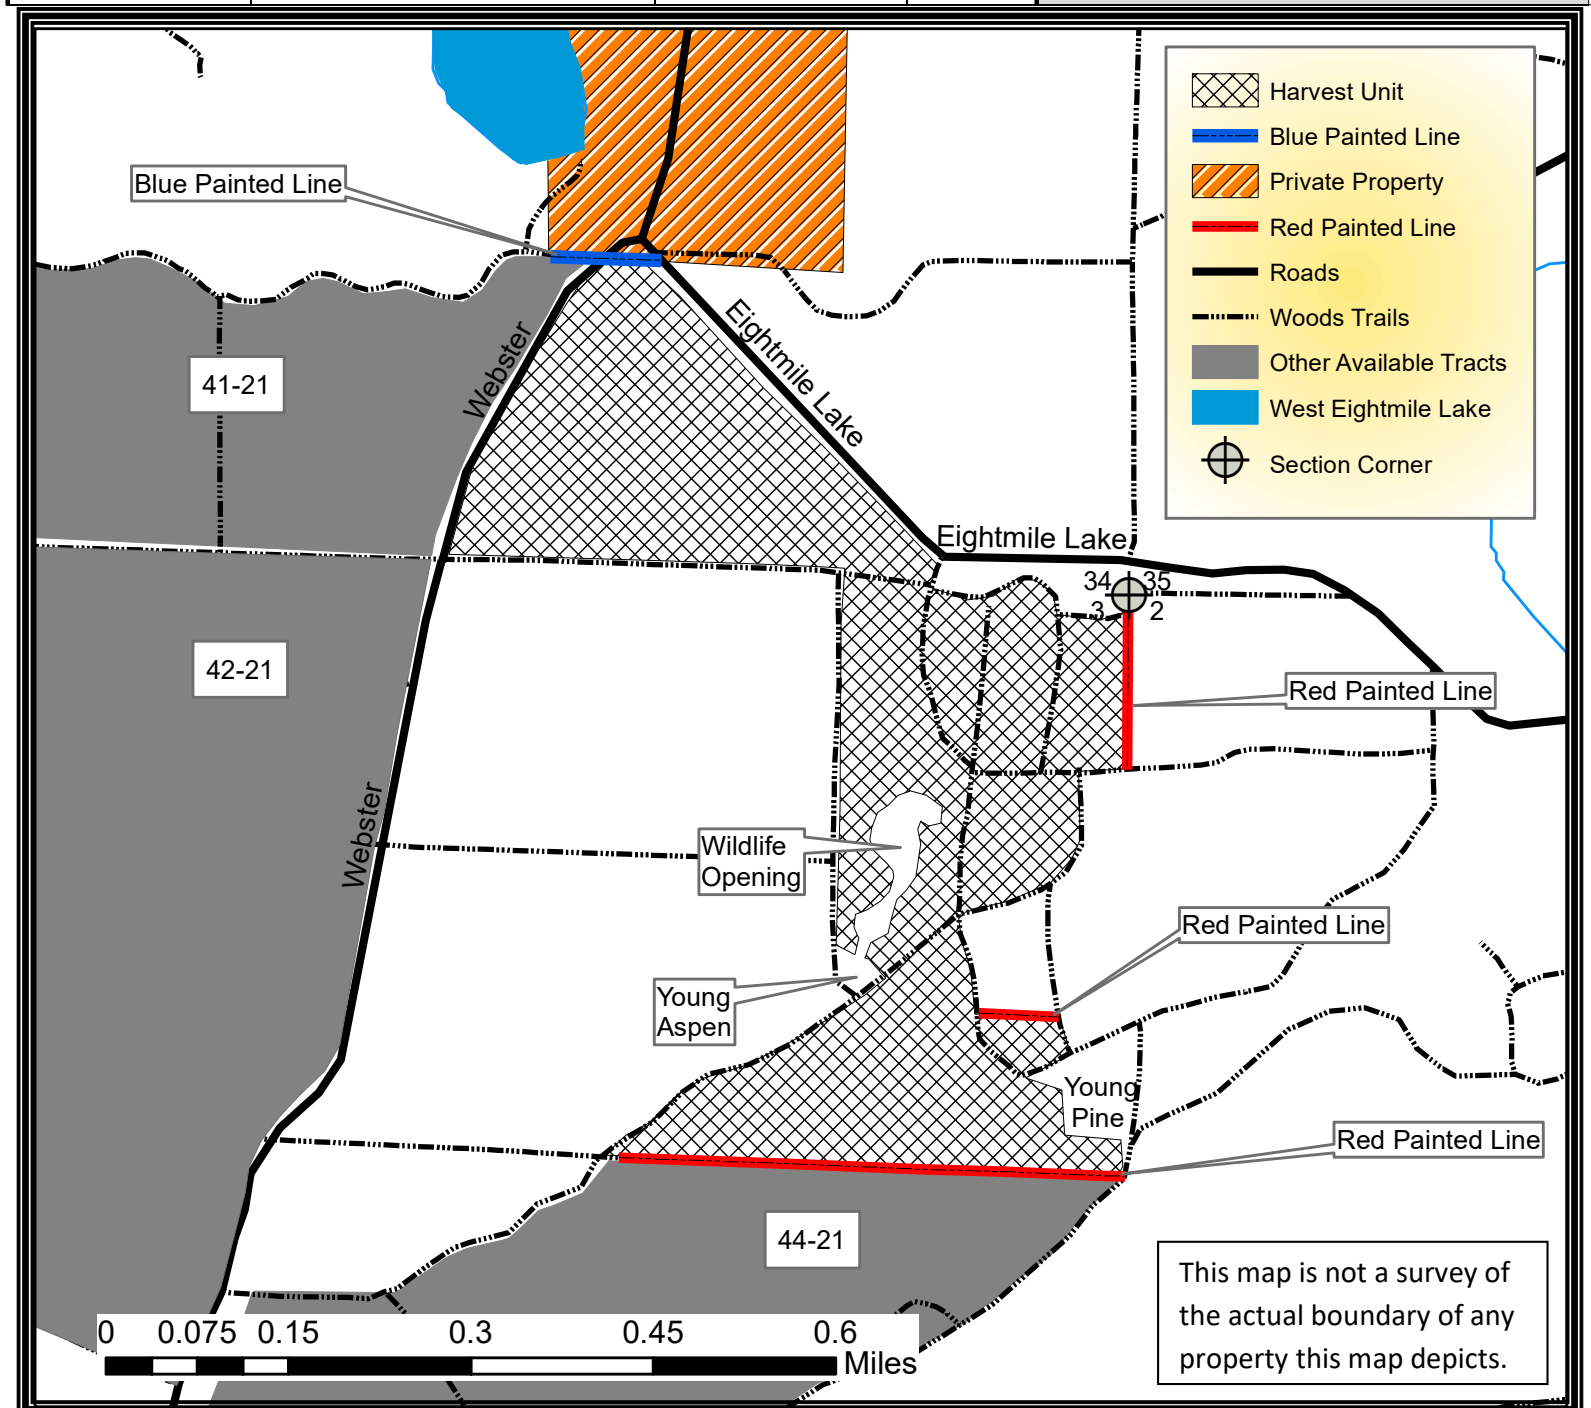 Harvest Unit
Blue Painted Line
Private Property
Red Painted Line
Roads
Woods Trails
Other Available Tracts
West Eightmile Lake
Section Corner
Blue Painted Line
Webster
Eightmile Lake
41-21
Eightmile Lake
34 35
3 2
42-21
Red Painted Line
Webster
Wildlife
Opening
Red Painted Line
Young
Aspen
Young
Pine
Red Painted Line
44-21
This map is not a survey of
the actual boundary of any
property this map depicts.
0 0.075 0.15 0.3 0.45 0.6
Miles